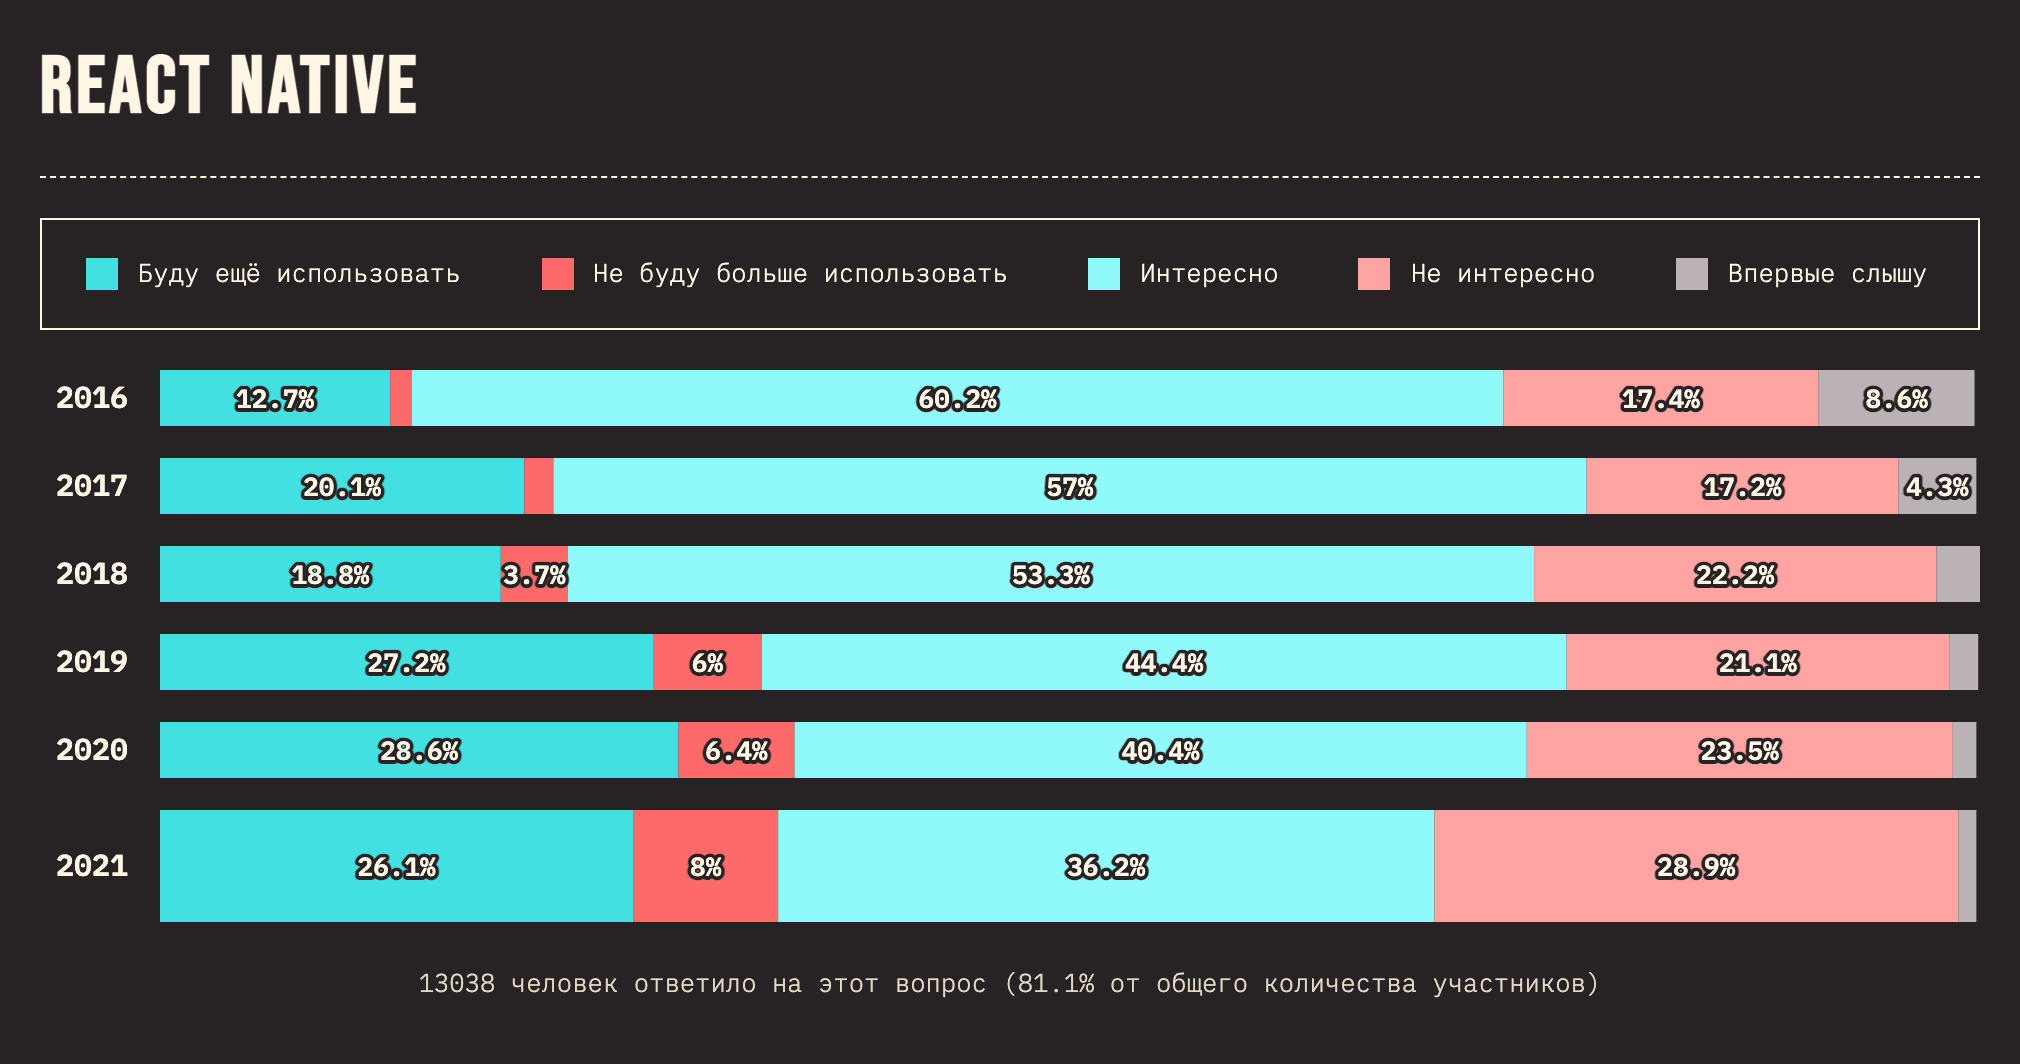 REACT NATIVE
Буду ещё использовать Не буду больше использовать Интересно Не интересно Впервые слышу
2016 12.7% 60.2% 17.4% 8.6%
2017 20.1% 57% 17.2% 4.3%
2018 18.8% 3.7% 53.3% 22.2%
2019 27.2% 6% 44.4% 21.1%
2020 28.6% 6.4% 40.4% 23.5%
2021 26.1% 8% 36.2% 28.9%
13038 человек ответило на этот вопрос (81.1% от общего количества участников)